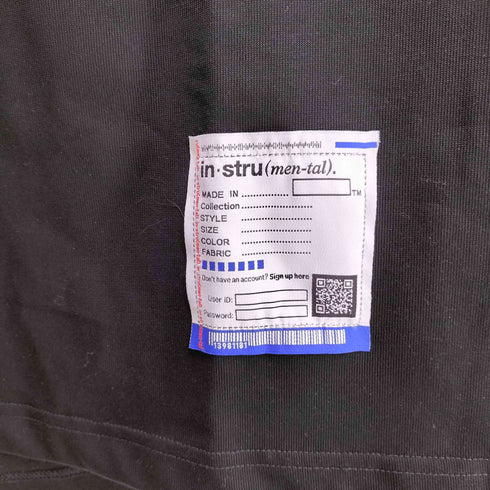 in·stru(men-tal).
MADE IN ............ TM
Collection....................
STYLE ....................
SIZE ....................
COLOR ....................
FABRIC ....................
Don't have an account? Sign up here
User ID:
Password:
13981181